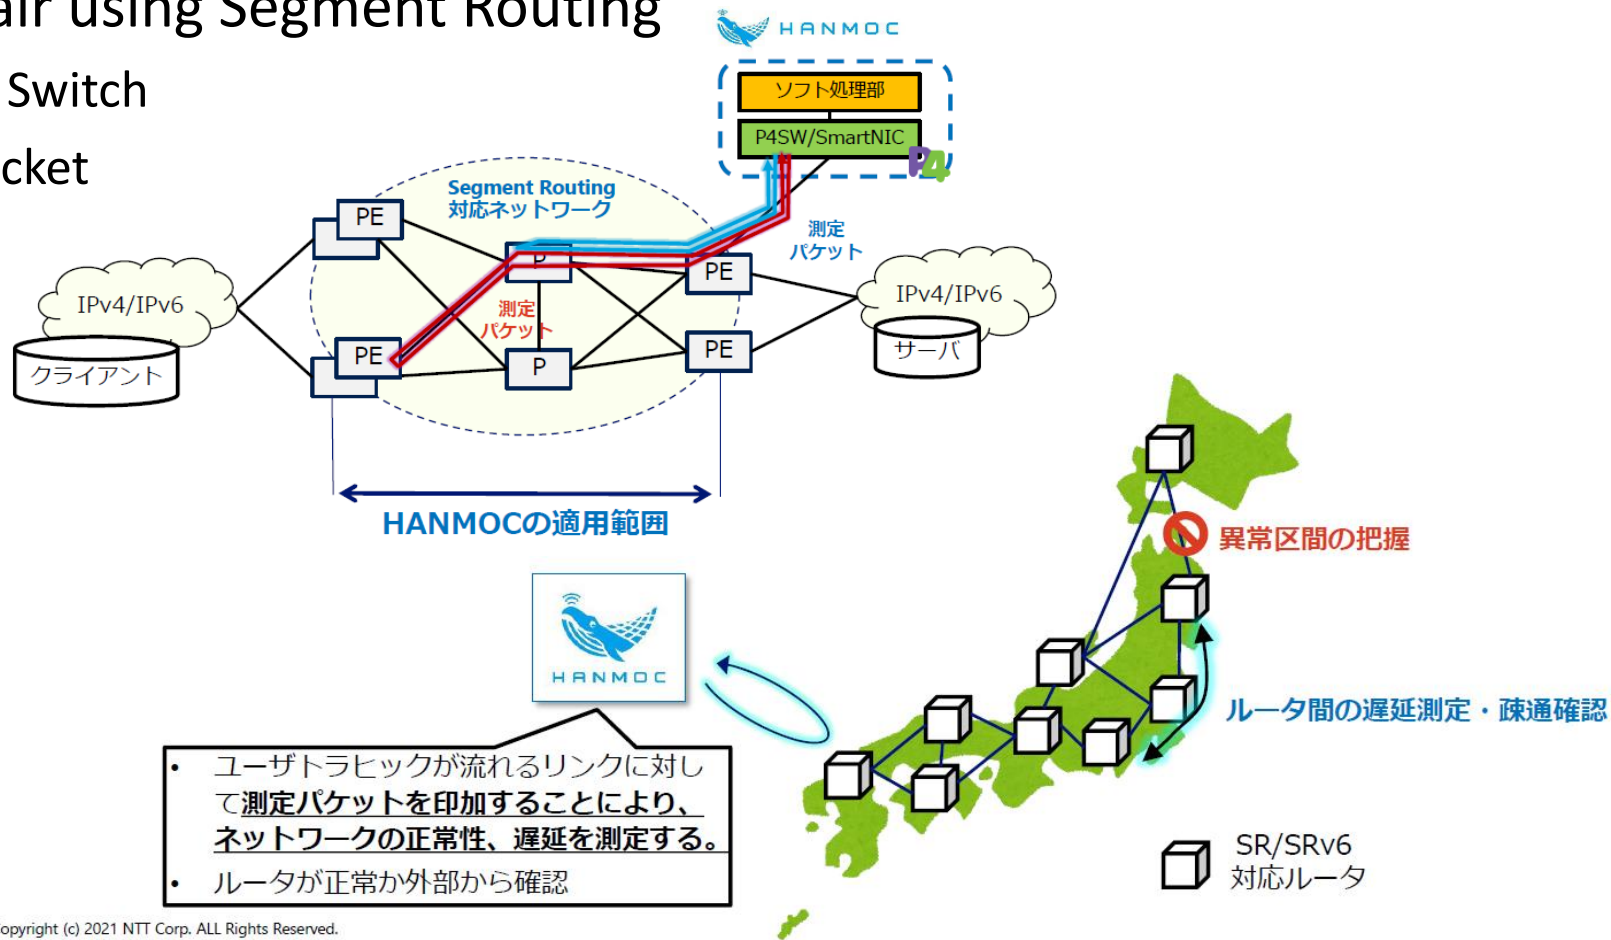 air using Segment Routing
Switch
cket
HANMOC
ソフト処理部
P4SW/SmartNIC
P4
Segment Routing
対応ネットワーク
PE
P
PE
測定
パケット
IPv4/IPv6
クライアント
PE
測定
パケット
P
PE
IPv4/IPv6
サーバ
HANMOCの適用範囲
異常区間の把握
HANMOC
ルータ間の遅延測定・疎通確認
• ユーザトラヒックが流れるリンクに対し
て測定パケットを印加することにより、
ネットワークの正常性、遅延を測定する。
• ルータが正常か外部から確認
SR/SRv6
対応ルータ
opyright (c) 2021 NTT Corp. ALL Rights Reserved.